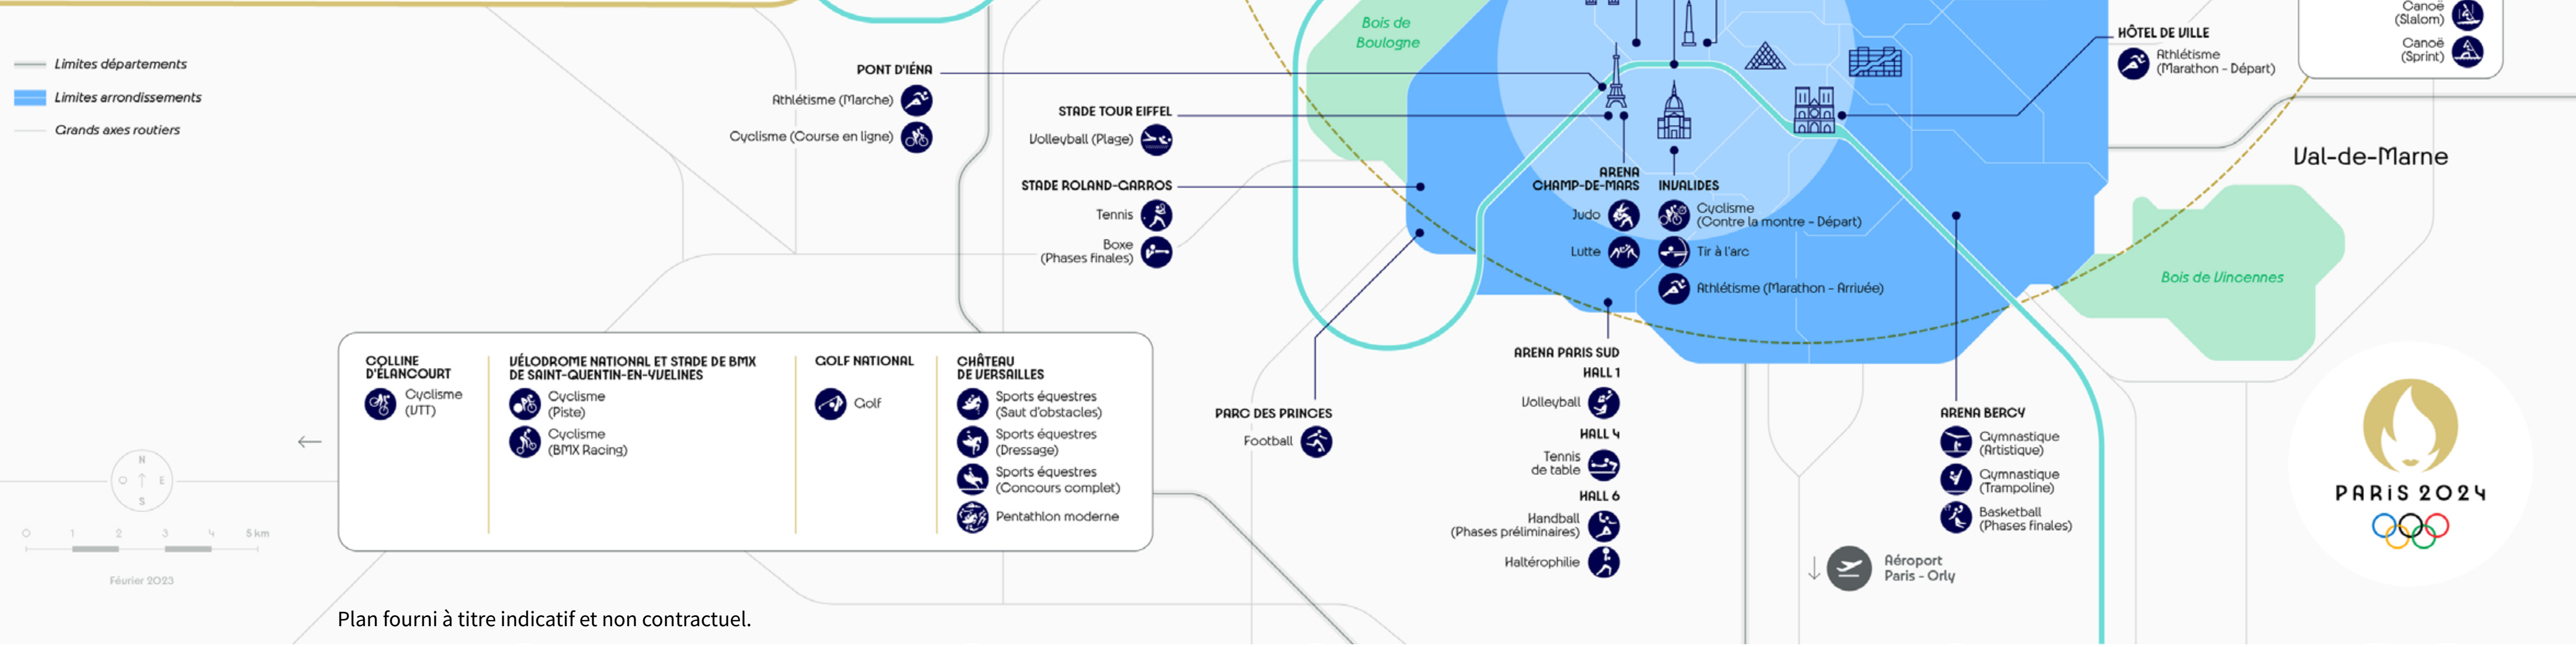 Limites départements
Limites arrondissements
Grands axes routiers
Bois de
Boulogne
Canoë
(Slalom)
Canoë
(Sprint)
HÔTEL DE VILLE
Athlétisme
(Marathon - Départ)
PONT D'IÉNA
Athlétisme (Marche)
Cyclisme (Course en ligne)
STADE TOUR EIFFEL
Volleyball (Plage)
STADE ROLAND-GARROS
Tennis
Boxe
(Phases finales)
ARENA
CHAMP-DE-MARS
Judo
Lutte
INVALIDES
Cyclisme
(Contre la montre - Départ)
Tir à l'arc
Athlétisme (Marathon - Arrivée)
Val-de-Marne
Bois de Vincennes
COLLINE
D'ÉLANCOURT
Cyclisme
(VTT)
VÉLODROME NATIONAL ET STADE DE BMX
DE SAINT-QUENTIN-EN-YVELINES
Cyclisme
(Piste)
Cyclisme
(BMX Racing)
GOLF NATIONAL
Golf
CHÂTEAU
DE VERSAILLES
Sports équestres
(Saut d'obstacles)
Sports équestres
(Dressage)
Sports équestres
(Concours complet)
Pentathlon moderne
PARC DES PRINCES
Football
ARENA PARIS SUD
HALL 1
Volleyball
HALL 4
Tennis
de table
HALL 6
Handball
(Phases préliminaires)
Haltérophilie
ARENA BERCY
Gymnastique
(Artistique)
Gymnastique
(Trampoline)
Basketball
(Phases finales)
Aéroport
Paris - Orly
PARIS 2024
N
O E
S
0 1 2 3 4 5 km
Février 2023
Plan fourni à titre indicatif et non contractuel.